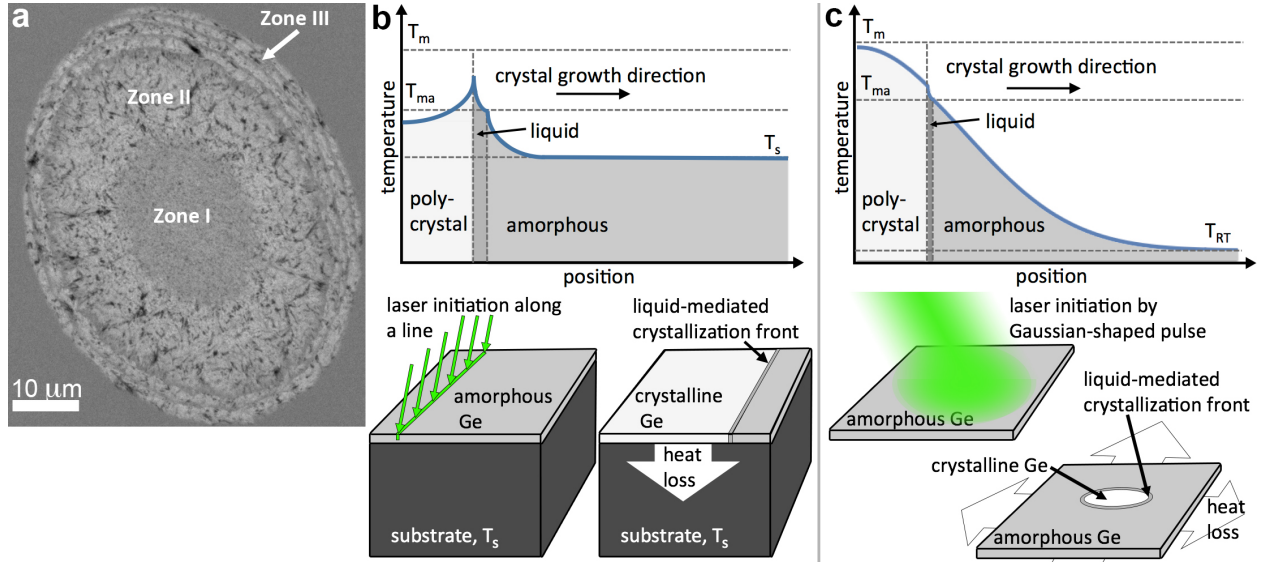 a
Zone III
Zone II
Zone I
10 μm
b
Tm
Tma
crystal growth direction
liquid
Ts
temperature
poly-
crystal
amorphous
position
laser initiation along
a line
amorphous
Ge
liquid-mediated
crystallization front
crystalline
Ge
heat
loss
substrate, Ts
substrate, Ts
c
Tm
Tma
crystal growth direction
liquid
temperature
poly-
crystal
amorphous
TRT
position
laser initiation by
Gaussian-shaped pulse
amorphous Ge
liquid-mediated
crystallization front
crystalline Ge
heat
loss
amorphous Ge